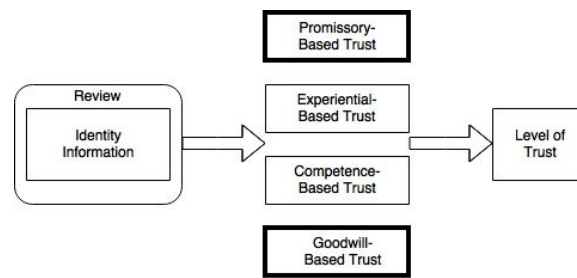 Promissory-
Based Trust
Review
Identity
Information
Experiential-
Based Trust
Competence-
Based Trust
Level of
Trust
Goodwill-
Based Trust